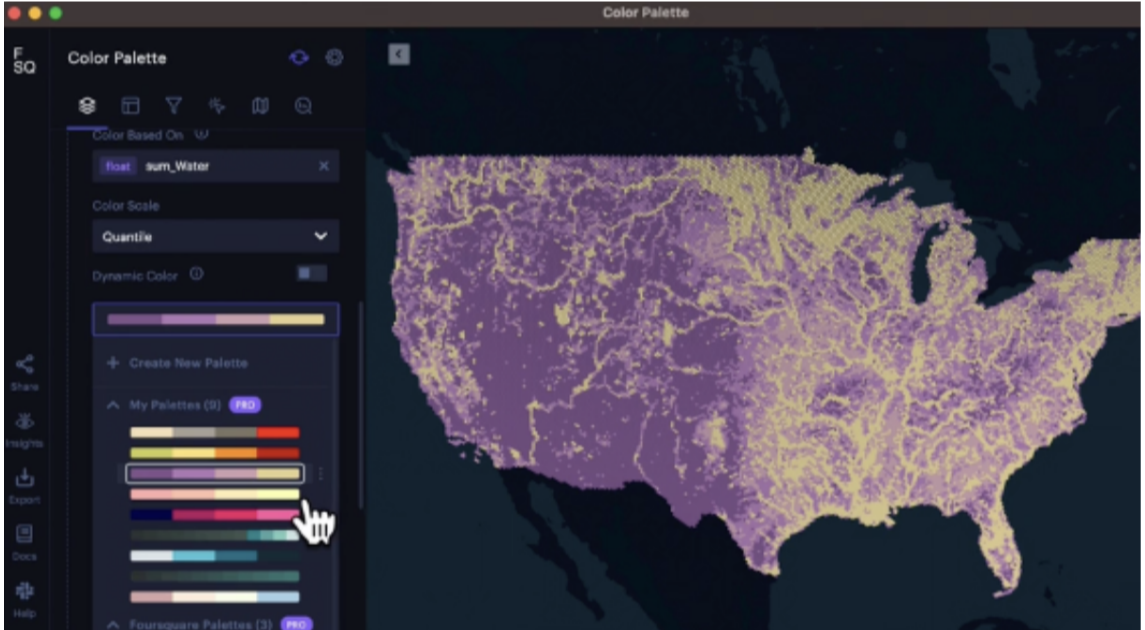 Color Palette
F
SQ
Color Palette
Color Based On
float sum_Water
Color Scale
Quantile
Dynamic Color
Create New Palette
My Palettes (9) PRO
Foursquare Palettes (3) PRO
Share
Insights
Export
Docs
Help